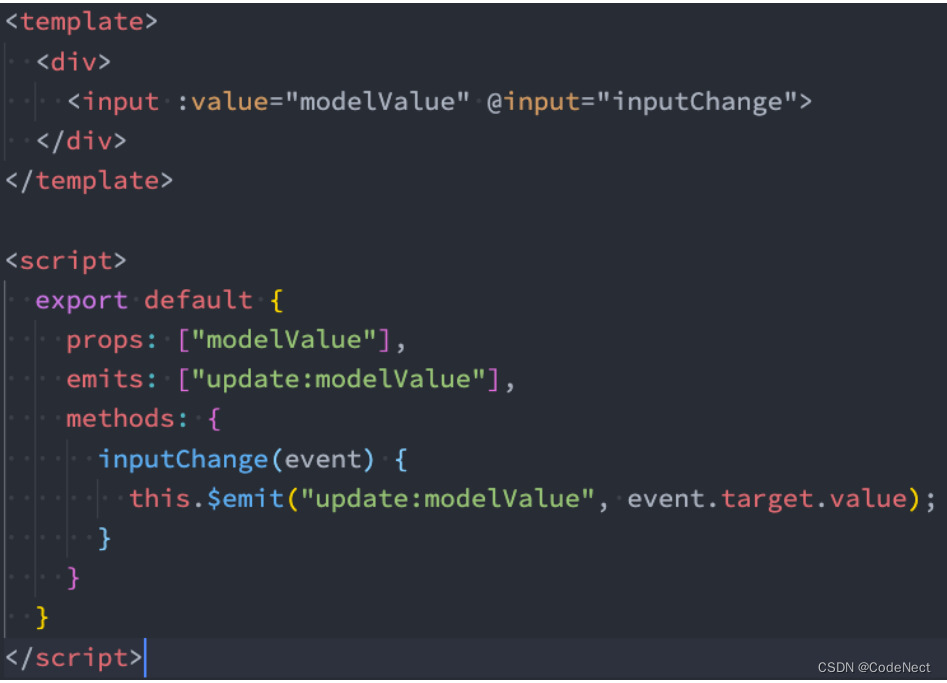 <template>
  <div>
    <input :value="modelValue" @input="inputChange">
  </div>
</template>

<script>
  export default {
    props: ["modelValue"],
    emits: ["update:modelValue"],
    methods: {
      inputChange(event) {
        this.$emit("update:modelValue", event.target.value);
      }
    }
  }
</script>
CSDN @CodeNect